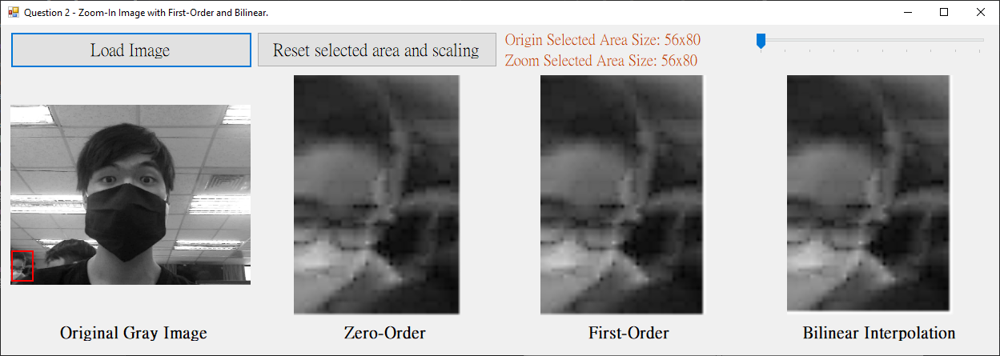 Question 2 - Zoom-In Image with First-Order and Bilinear.
Load Image
Reset selected area and scaling
Origin Selected Area Size: 56x80
Zoom Selected Area Size: 56x80
Original Gray Image
Zero-Order
First-Order
Bilinear Interpolation